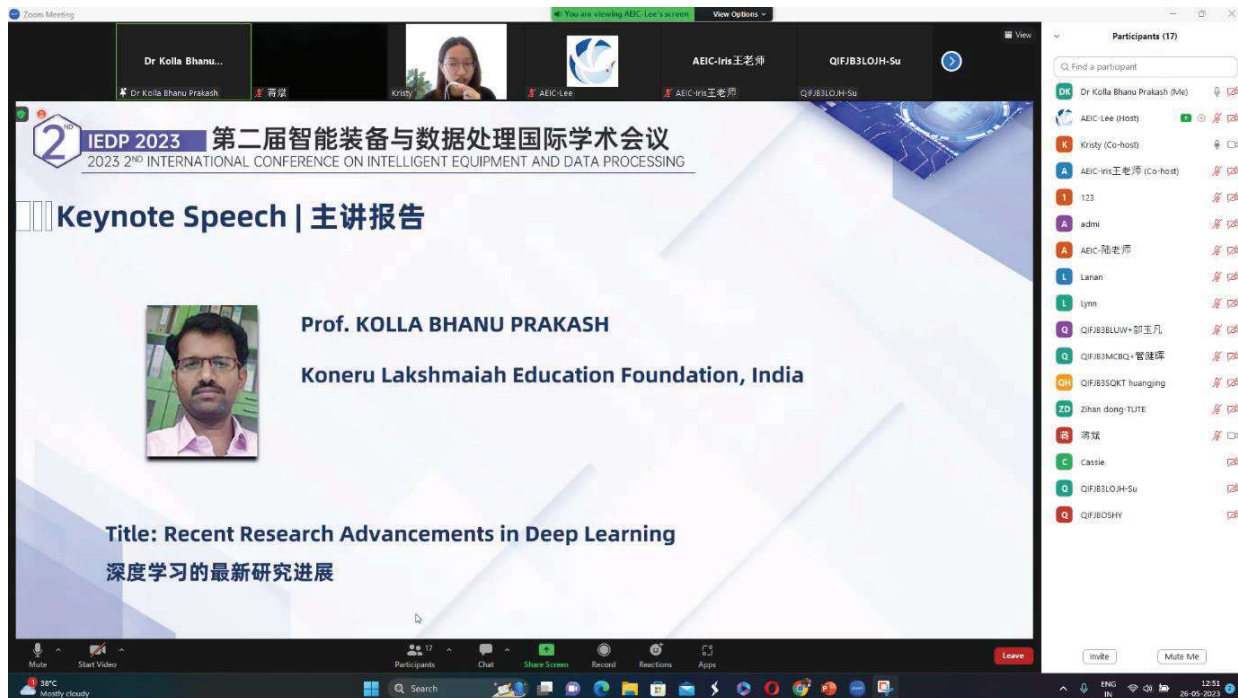 Zoom Meeting
You are viewing AEIC-Lee's screen
View Options
View
Dr Kolla Bhanu...
AEIC-Iris王老师
QIFJB3LOJH-Su
Dr Kolla Bhanu Prakash
Kristy
AEIC-Lee
AEIC-Iris王老师
QIFJB3LOJH-Su
2ND
IEDP 2023 第二届智能装备与数据处理国际学术会议
2023 2ND INTERNATIONAL CONFERENCE ON INTELLIGENT EQUIPMENT AND DATA PROCESSING
Keynote Speech | 主讲报告
Prof. KOLLA BHANU PRAKASH
Koneru Lakshmaiah Education Foundation, India
Title: Recent Research Advancements in Deep Learning
深度学习的最新研究进展
Participants (17)
Find a participant
DK Dr Kolla Bhanu Prakash (Me)
AEIC-Lee (Host)
K Kristy (Co-host)
A AEIC-Iris王老师 (Co-host)
1 123
A admi
A AEIC-陆老师
L Lanan
L Lynn
Q QIFJB3BLUW+邵玉凡
Q QIFJB3MCBQ+管健晖
QH QIFJB3SQKT huangjing
ZD Zihan dong-TUTE
蒋
C Cassie
Q QIFJB3LOJH-Su
Q QIFJBOSHY
Invite
Mute Me
Mute
Start Video
17
Participants
Chat
Share Screen
Record
Reactions
Apps
Leave
1
38°C
Mostly cloudy
Search
ENG
IN
12:51
26-05-2023
2